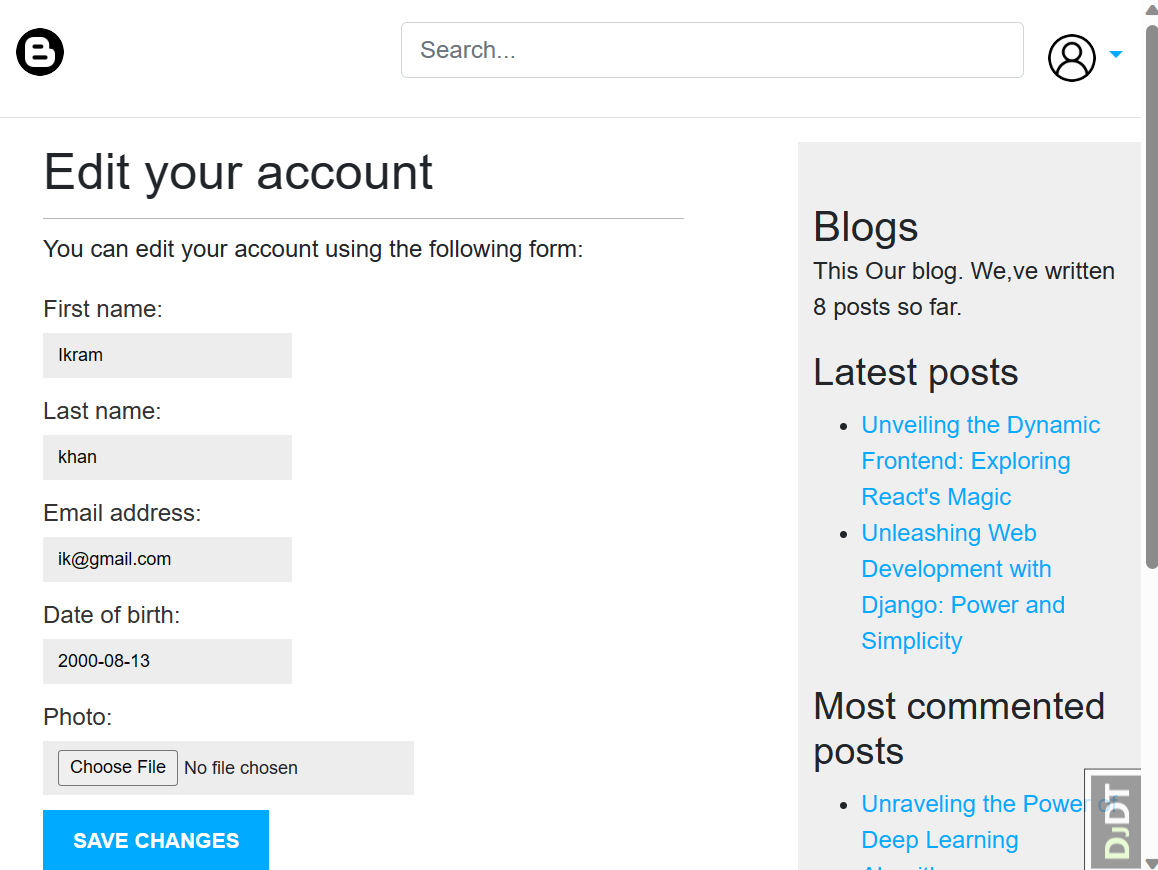 Search...
Edit your account
You can edit your account using the following form:
First name:
Ikram
Last name:
khan
Email address:
ik@gmail.com
Date of birth:
2000-08-13
Photo:
Choose File No file chosen
SAVE CHANGES
Blogs
This Our blog. We,ve written
8 posts so far.
Latest posts
Unveiling the Dynamic
Frontend: Exploring
React's Magic
Unleashing Web
Development with
Django: Power and
Simplicity
Most commented
posts
Unraveling the Power of
Deep Learning
DjDT